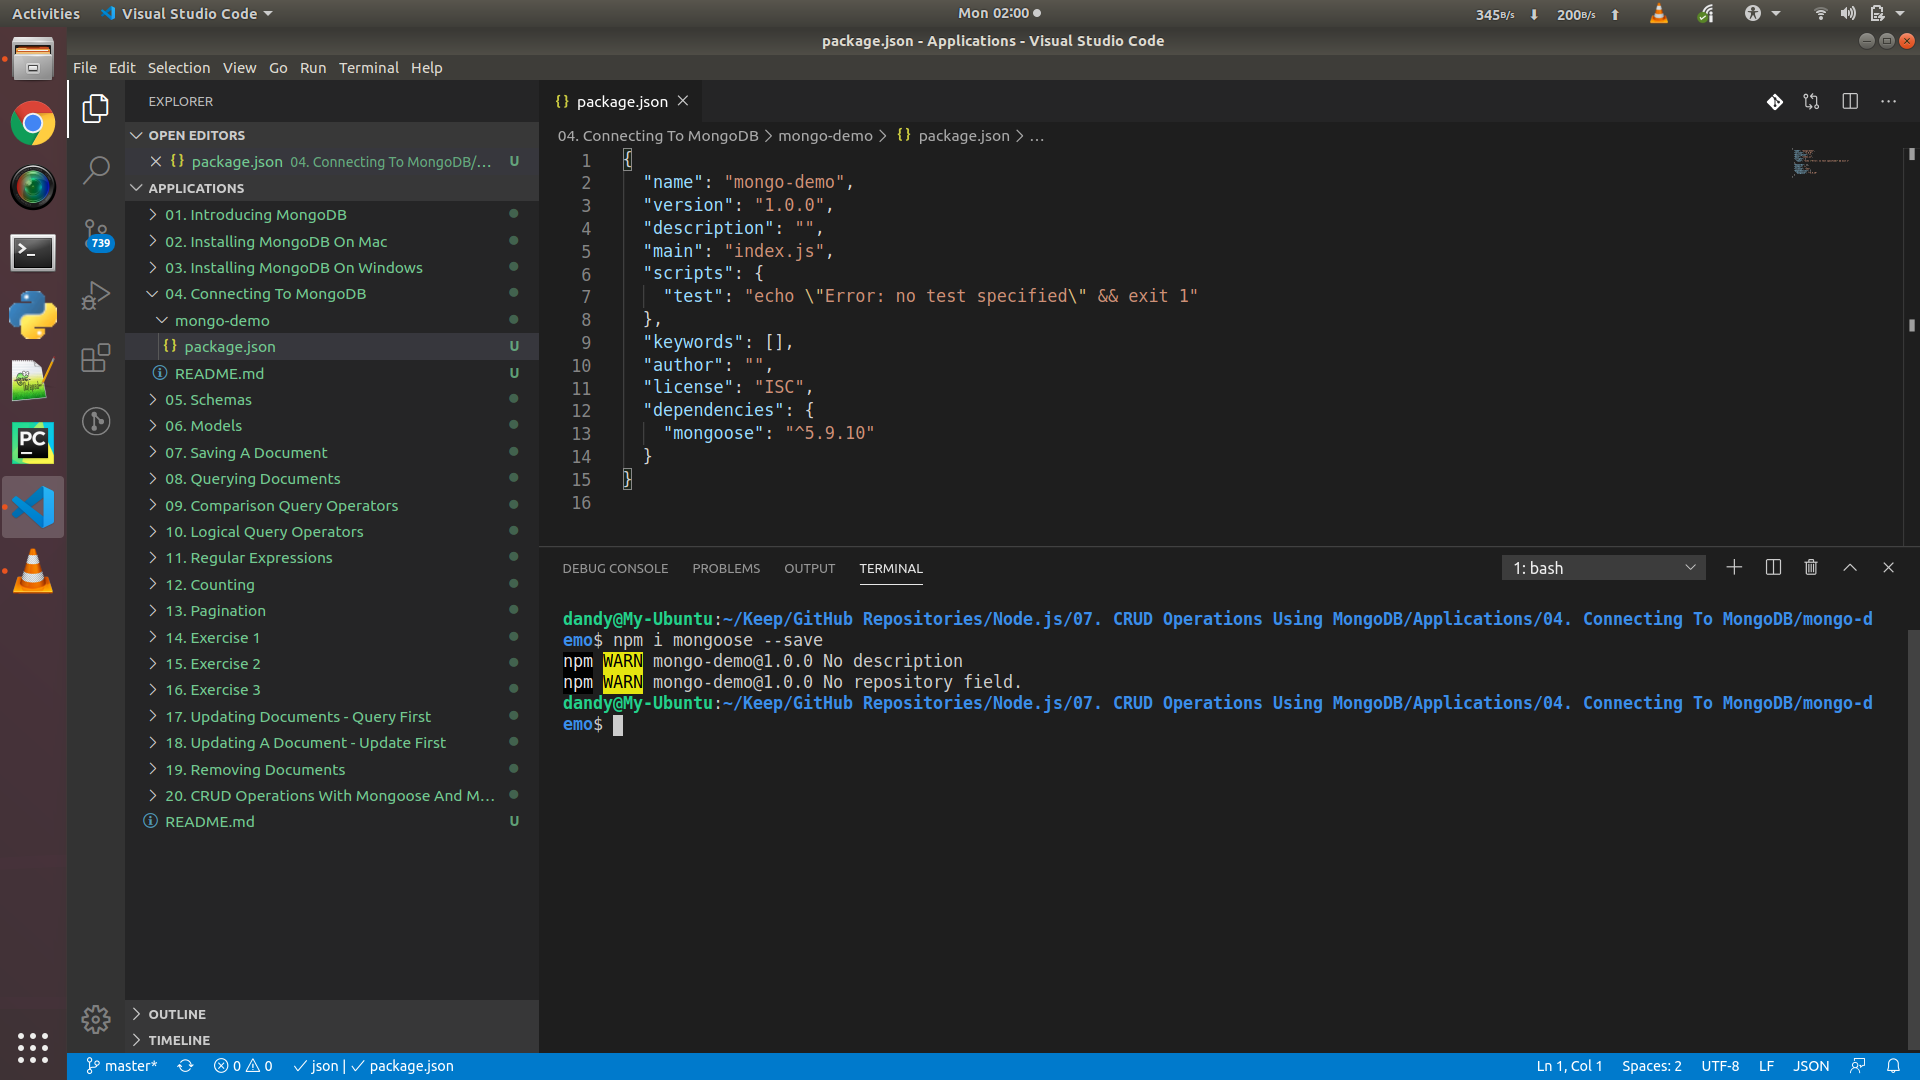 Activities
Visual Studio Code
Mon 02:00
345B/s
200B/s
package.json - Applications - Visual Studio Code
File Edit Selection View Go Run Terminal Help
EXPLORER
OPEN EDITORS
{} package.json 04. Connecting To MongoDB/... U
APPLICATIONS
01. Introducing MongoDB
02. Installing MongoDB On Mac
03. Installing MongoDB On Windows
04. Connecting To MongoDB
mongo-demo
{} package.json U
README.md U
05. Schemas
06. Models
07. Saving A Document
08. Querying Documents
09. Comparison Query Operators
10. Logical Query Operators
11. Regular Expressions
12. Counting
13. Pagination
14. Exercise 1
15. Exercise 2
16. Exercise 3
17. Updating Documents - Query First
18. Updating A Document - Update First
19. Removing Documents
20. CRUD Operations With Mongoose And M...
README.md U
OUTLINE
TIMELINE
739
PC
{} package.json
04. Connecting To MongoDB > mongo-demo > {} package.json > ...
1 {
2 "name": "mongo-demo",
3 "version": "1.0.0",
4 "description": "",
5 "main": "index.js",
6 "scripts": {
7 "test": "echo \"Error: no test specified\" && exit 1"
8 },
9 "keywords": [],
10 "author": "",
11 "license": "ISC",
12 "dependencies": {
13 "mongoose": "^5.9.10"
14 }
15 }
16
DEBUG CONSOLE PROBLEMS OUTPUT TERMINAL
1: bash
dandy@My-Ubuntu:~/Keep/GitHub Repositories/Node.js/07. CRUD Operations Using MongoDB/Applications/04. Connecting To MongoDB/mongo-d
emo$ npm i mongoose --save
npm WARN mongo-demo@1.0.0 No description
npm WARN mongo-demo@1.0.0 No repository field.
dandy@My-Ubuntu:~/Keep/GitHub Repositories/Node.js/07. CRUD Operations Using MongoDB/Applications/04. Connecting To MongoDB/mongo-d
emo$
master* 0 0 json | package.json
Ln 1, Col 1 Spaces: 2 UTF-8 LF JSON